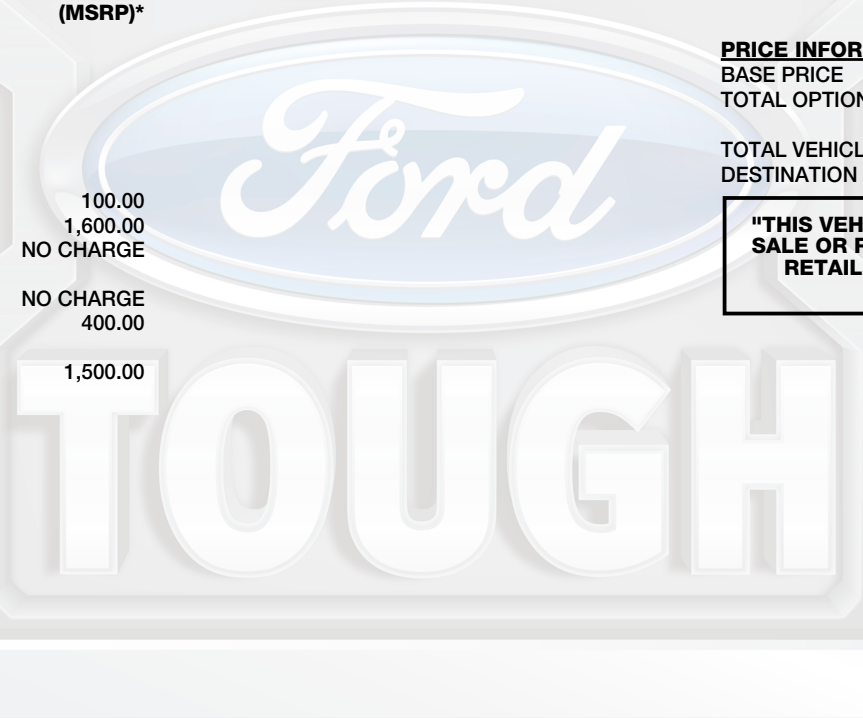 (MSRP)*
100.00
1,600.00
NO CHARGE
NO CHARGE
400.00
1,500.00
PRICE INFOR
BASE PRICE
TOTAL OPTION
TOTAL VEHICL
DESTINATION
"THIS VEH
SALE OR
RETAIL
Ford
TOUGH